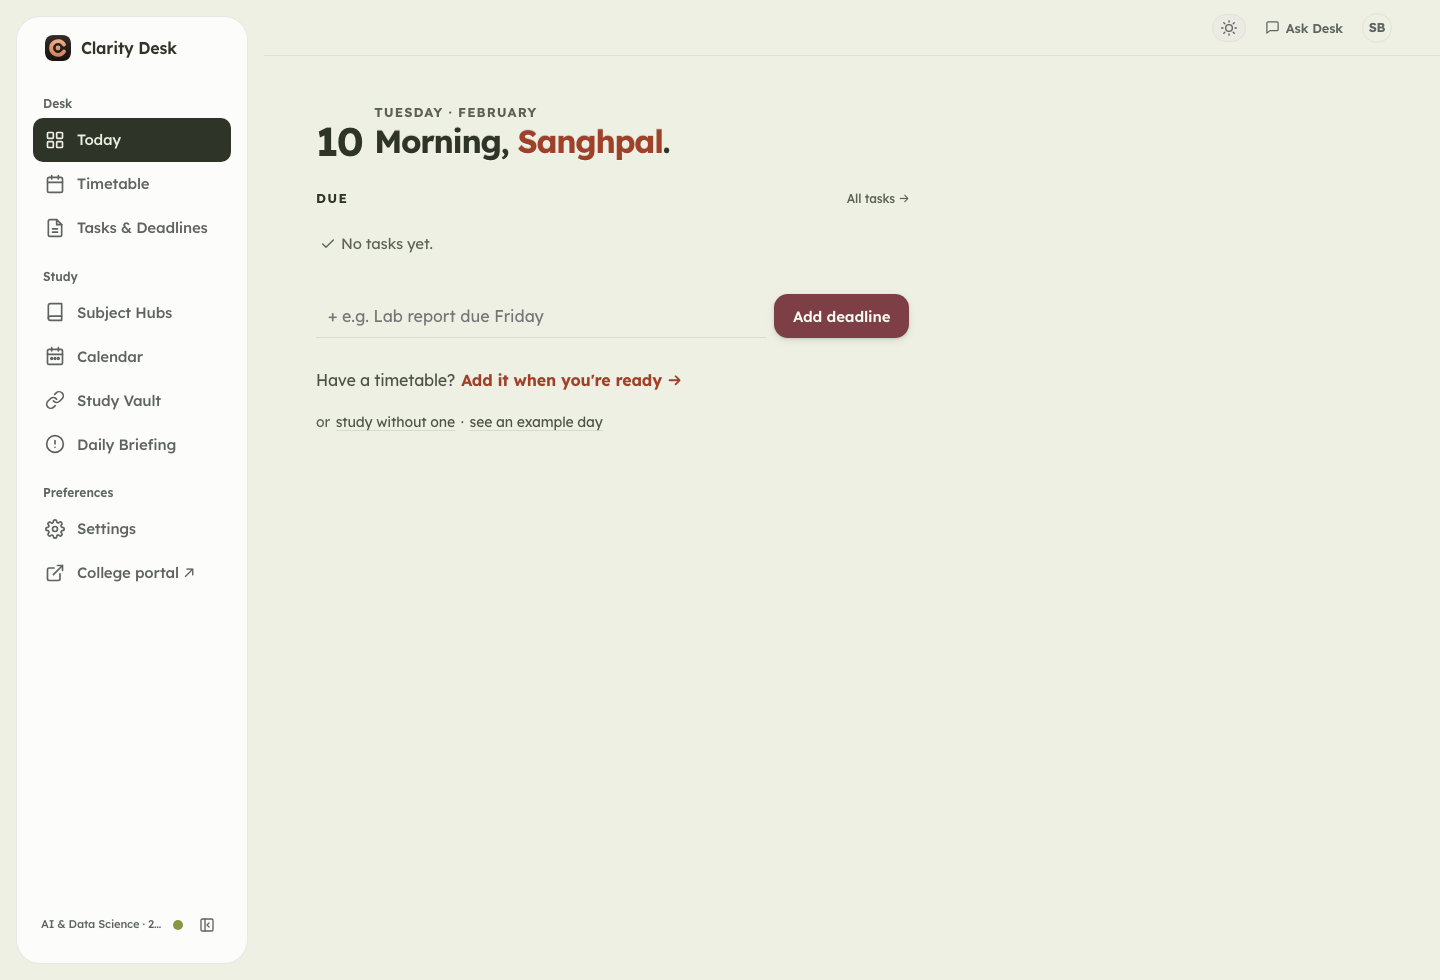 Clarity Desk
Desk
Today
Timetable
Tasks & Deadlines
Study
Subject Hubs
Calendar
Study Vault
Daily Briefing
Preferences
Settings
College portal ↗
AI & Data Science · 2...
Ask Desk
SB
TUESDAY · FEBRUARY
10 Morning, Sanghpal.
DUE
All tasks →
No tasks yet.
+ e.g. Lab report due Friday
Add deadline
Have a timetable? Add it when you're ready →
or study without one · see an example day